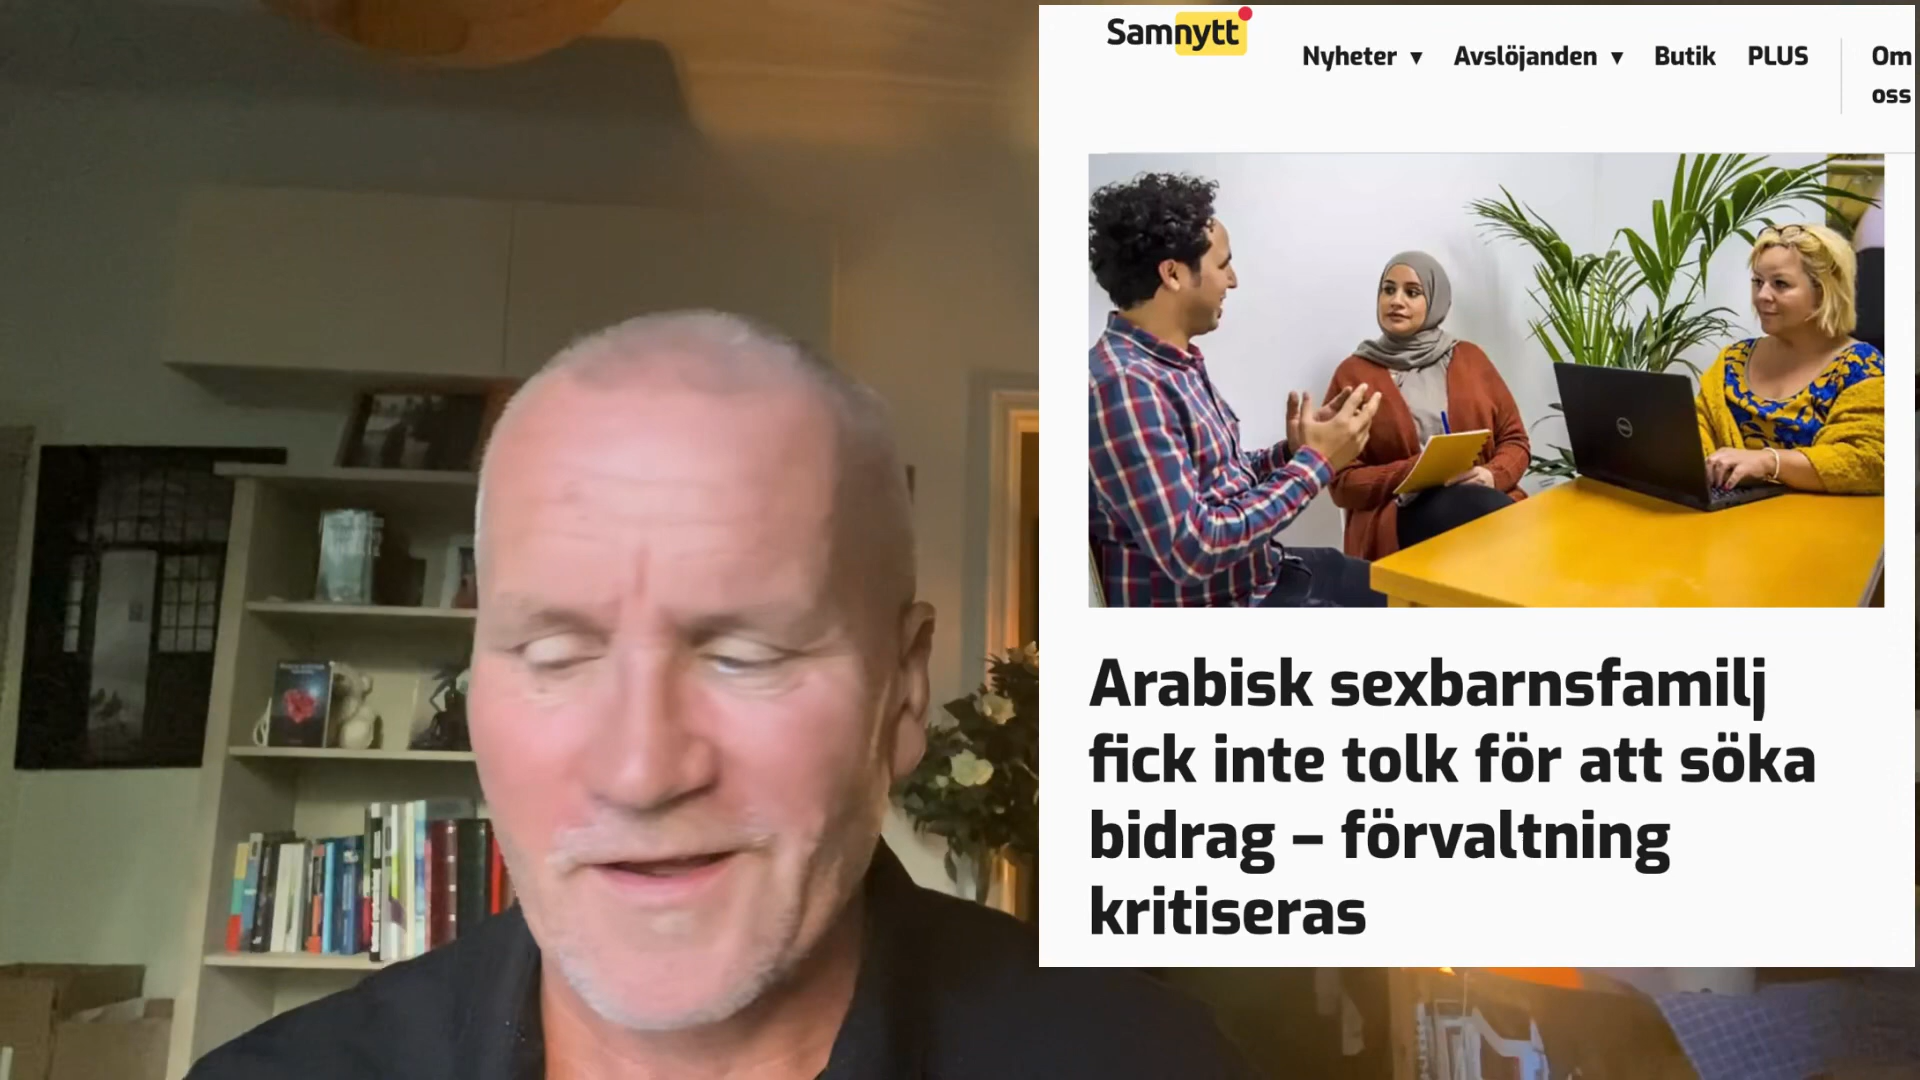 Samnytt
Nyheter ▾ Avslöjanden ▾ Butik PLUS Om
oss
Arabisk sexbarnsfamilj
fick inte tolk för att söka
bidrag – förvaltning
kritiseras